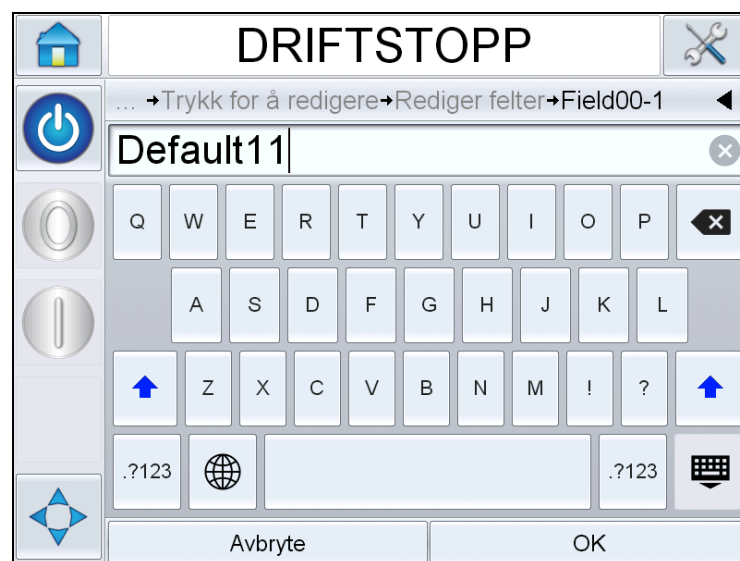 DRIFTSTOPP
... →Trykk for å redigere→Rediger felter→Field00-1
Default11
Q W E R T Y U I O P
A S D F G H J K L
Z X C V B N M ! ?
.?123 .?123
Avbryte OK